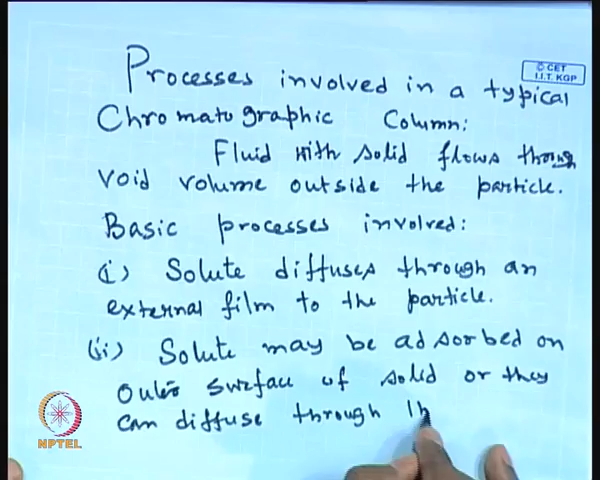 Processes involved in a typical
© CET
I.I.T. KGP
Chromatographic Column:
Fluid with solid flows through
void volume outside the particle.
Basic processes involved:
(i) Solute diffuses through an
external film to the particle.
(ii) Solute may be adsorbed on
outer surface of solid or they
can diffuse through th
NPTEL